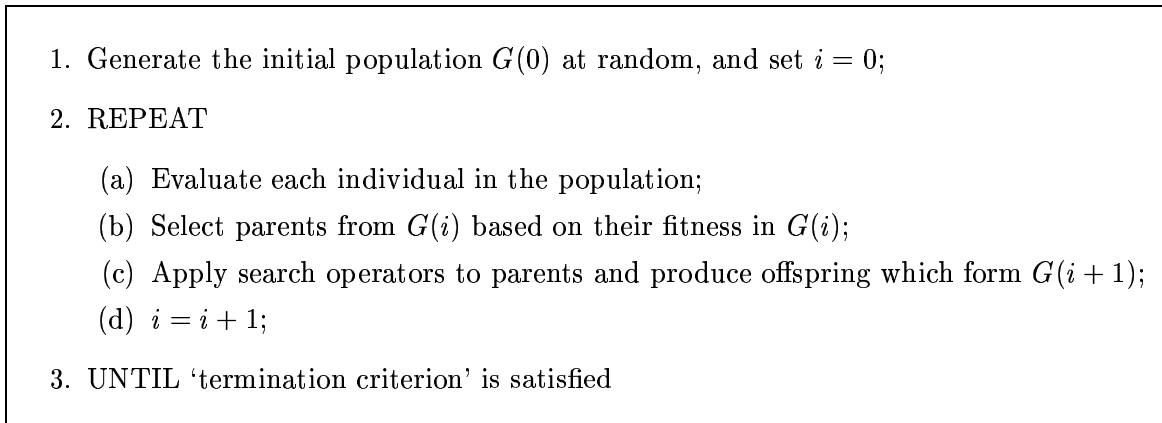 1. Generate the initial population G(0) at random, and set i = 0;
2. REPEAT
(a) Evaluate each individual in the population;
(b) Select parents from G(i) based on their fitness in G(i);
(c) Apply search operators to parents and produce offspring which form G(i + 1);
(d) i = i + 1;
3. UNTIL ‘termination criterion’ is satisfied